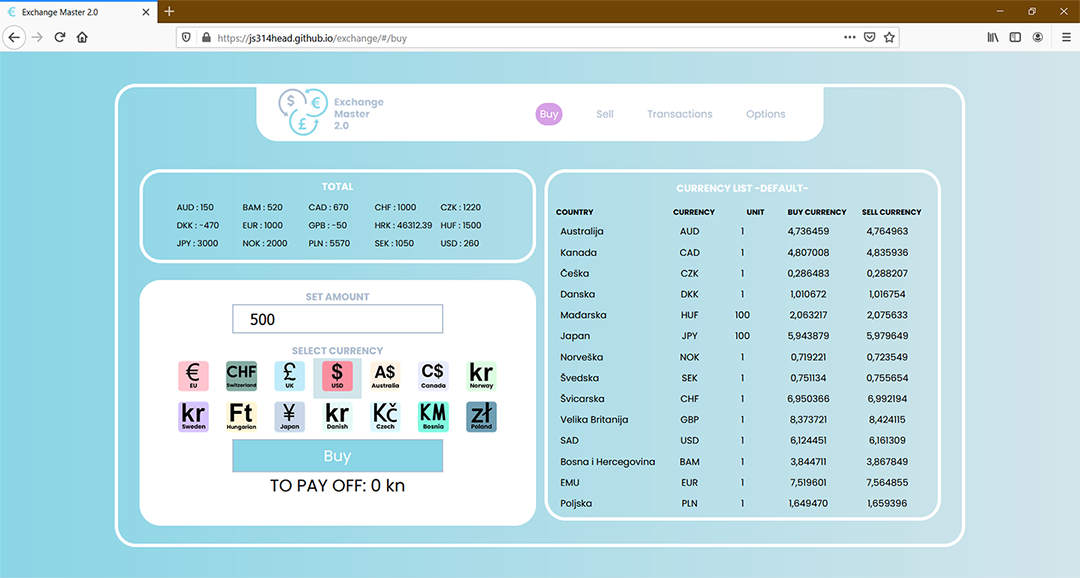 Exchange Master 2.0
https://js314head.github.io/exchange/#/buy
$ € £
Exchange
Master
2.0
Buy Sell Transactions Options
TOTAL
AUD : 150 BAM : 520 CAD : 670 CHF : 1000 CZK : 1220
DKK : -470 EUR : 1000 GPB : -50 HRK : 46312.39 HUF : 1500
JPY : 3000 NOK : 2000 PLN : 5570 SEK : 1050 USD : 260
SET AMOUNT
500
SELECT CURRENCY
€ CHF £ $ A$ C$ kr
EU Switzerland UK USD Australia Canada Norway
kr Ft ¥ kr Kč KM zł
Sweden Hungarian Japan Danish Czech Bosnia Poland
Buy
TO PAY OFF: 0 kn
CURRENCY LIST -DEFAULT-
COUNTRY CURRENCY UNIT BUY CURRENCY SELL CURRENCY
Australija AUD 1 4,736459 4,764963
Kanada CAD 1 4,807008 4,835936
Češka CZK 1 0,286483 0,288207
Danska DKK 1 1,010672 1,016754
Mađarska HUF 100 2,063217 2,075633
Japan JPY 100 5,943879 5,979649
Norveška NOK 1 0,719221 0,723549
Švedska SEK 1 0,751134 0,755654
Švicarska CHF 1 6,950366 6,992194
Velika Britanija GBP 1 8,373721 8,424115
SAD USD 1 6,124451 6,161309
Bosna i Hercegovina BAM 1 3,844711 3,867849
EMU EUR 1 7,519601 7,564855
Poljska PLN 1 1,649470 1,659396